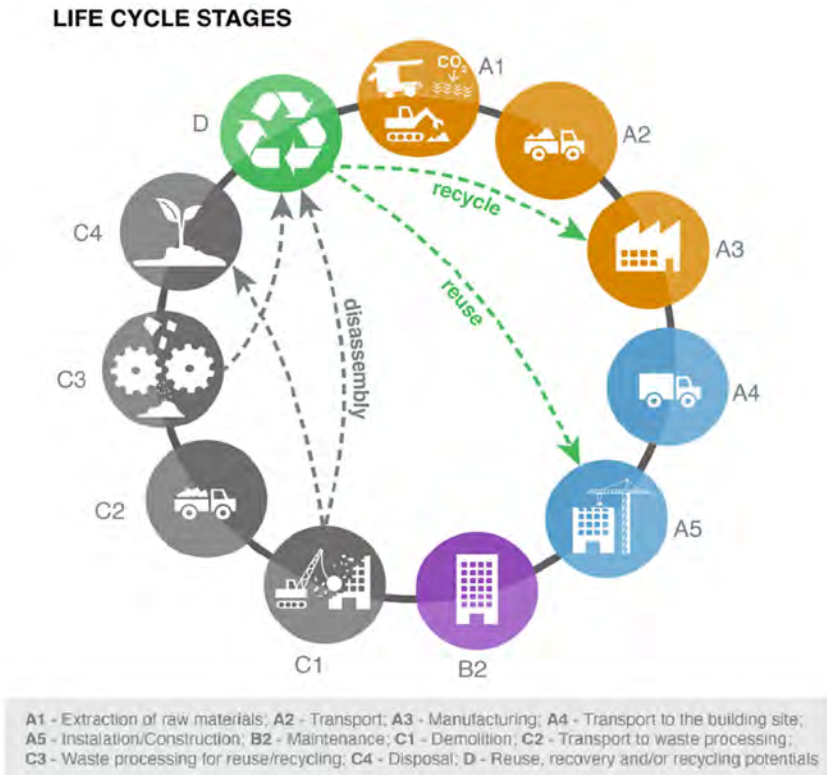 LIFE CYCLE STAGES
CO₂
A1
D
A2
recycle
C4
A3
reuse
disassembly
C3
A4
C2
A5
C1
B2
A1 - Extraction of raw materials; A2 - Transport; A3 - Manufacturing; A4 - Transport to the building site;
A5 - Instalation/Construction; B2 - Maintenance; C1 - Demolition; C2 - Transport to waste processing;
C3 - Waste processing for reuse/recycling; C4 - Disposal; D - Reuse, recovery and/or recycling potentials